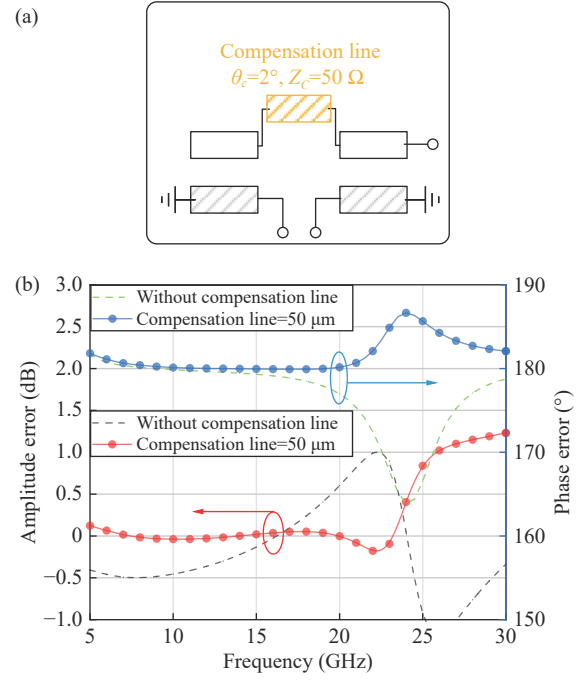 (a)
Compensation line
θc=2°, ZC=50 Ω
(b)
3.0
2.5
2.0
1.5
1.0
0.5
0
−0.5
−1.0
Amplitude error (dB)
Without compensation line
Compensation line=50 μm
Without compensation line
Compensation line=50 μm
190
180
170
160
150
Phase error (°)
5
10
15
20
25
30
Frequency (GHz)